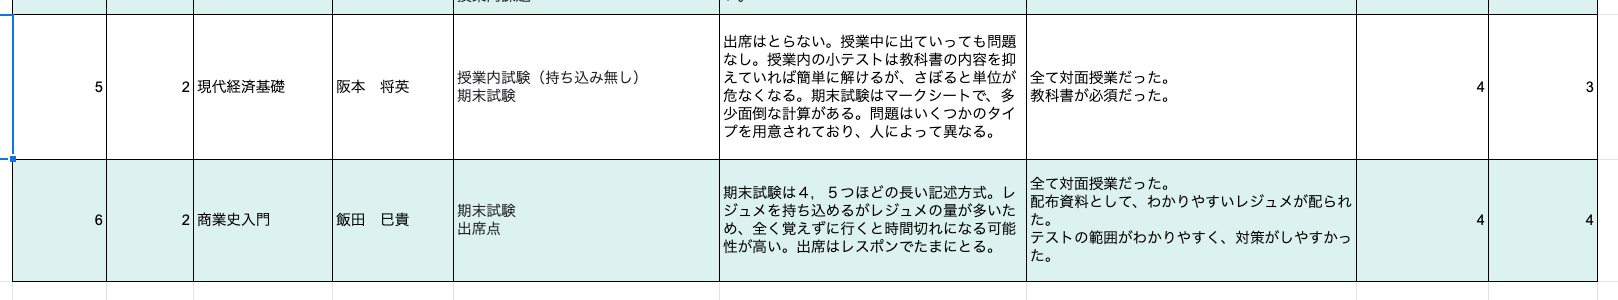 5
2
現代経済基礎
阪本　将英
授業内試験（持ち込み無し）
期末試験
出席はとらない。授業中に出ていっても問題
なし。授業内の小テストは教科書の内容を抑
えていれば簡単に解けるが、さぼると単位が
危なくなる。期末試験はマークシートで、多
少面倒な計算がある。問題はいくつかのタイ
プを用意されており、人によって異なる。
全て対面授業だった。
教科書が必須だった。
4
3
6
2
商業史入門
飯田　巳貴
期末試験
出席点
期末試験は４，５つほどの長い記述方式。レ
ジュメを持ち込めるがレジュメの量が多いた
め、全く覚えずに行くと時間切れになる可能
性が高い。出席はレスポンでたまにとる。
全て対面授業だった。
配布資料として、わかりやすいレジュメが配られ
た。
テストの範囲がわかりやすく、対策がしやすかっ
た。
4
4